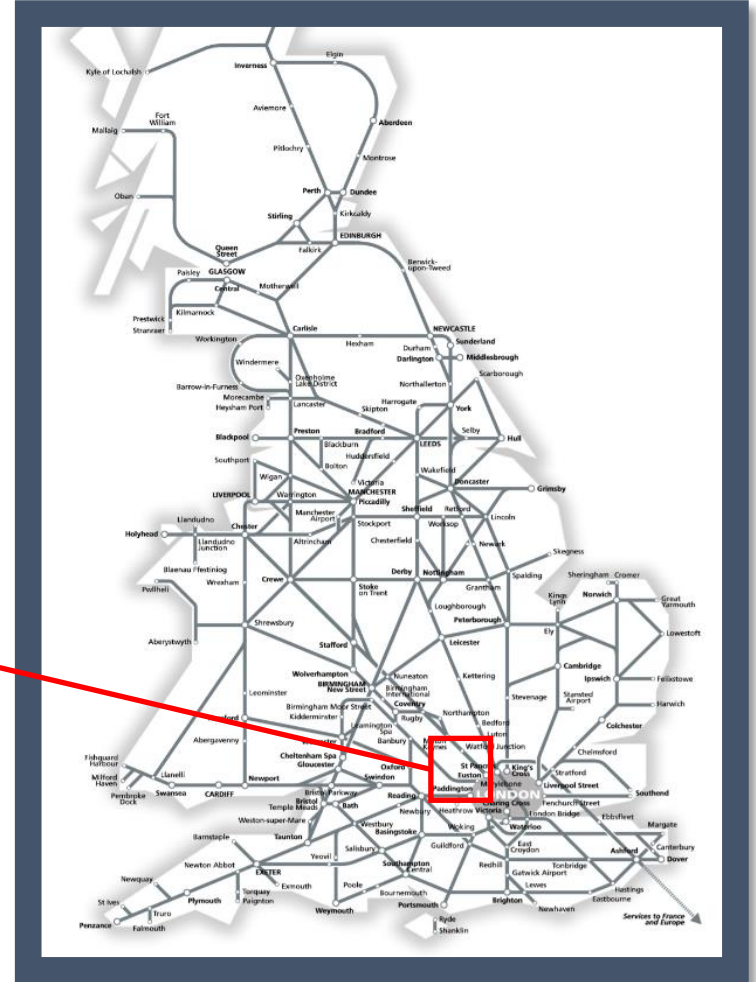 Elgin
Inverness
Kyle of Lochalsh
Aviemore
Fort
William
Aberdeen
Mallaig
Pitlochry
Montrose
Perth
Dundee
Oban
Stirling
Kirkcaldy
EDINBURGH
Queen
Street
Falkirk
Berwick-
upon-Tweed
Paisley
GLASGOW
Central
Motherwell
Prestwick
Kilmarnock
Stranraer
Carlisle
NEWCASTLE
Workington
Hexham
Durham
Sunderland
Windermere
Darlington
Middlesbrough
Oxenholme
Lake District
Scarborough
Barrow-in-Furness
Northallerton
Morecambe
Lancaster
Harrogate
Heysham Port
Skipton
York
Blackpool
Preston
Bradford
Selby
Blackburn
LEEDS
Hull
Southport
Huddersfield
Bolton
Wakefield
Wigan
Victoria
Doncaster
LIVERPOOL
Warrington
MANCHESTER
Piccadilly
Grimsby
Llandudno
Manchester
Airport
Sheffield
Retford
Lincoln
Holyhead
Chester
Stockport
Worksop
Llandudno
Junction
Altrincham
Chesterfield
Newark
Skegness
Blaenau Ffestiniog
Crewe
Derby
Nottingham
Spalding
Sheringham
Cromer
Pwllheli
Wrexham
Stoke
on Trent
Grantham
Kings
Lynn
Norwich
Great
Yarmouth
Loughborough
Peterborough
Shrewsbury
Ely
Lowestoft
Aberystwyth
Stafford
Leicester
Wolverhampton
Nuneaton
Cambridge
BIRMINGHAM
New Street
Birmingham
International
Kettering
Ipswich
Felixstowe
Leominster
Coventry
Stevenage
Stansted
Airport
Birmingham Moor Street
Rugby
Northampton
Harwich
Kidderminster
Leamington
Spa
Bedford
Colchester
ford
Banbury
Luton
Abergavenny
Keynes
Watford Junction
Chelmsford
Cheltenham Spa
Oxford
St Pancras
King's
Cross
Fishguard
Harbour
Gloucester
Euston
Stratford
Llanelli
Newport
Swindon
Marylebone
Liverpool Street
Milford
Haven
Bristol Parkway
Paddington
Southend
Pembroke
Dock
Swansea
CARDIFF
Bristol
Temple Meads
Bath
Reading
LONDON
Fenchurch Street
Charing Cross
Newbury
Heathrow
Victoria
London Bridge
Ebbsfleet
Weston-super-Mare
Westbury
Waterloo
Margate
Barnstaple
Taunton
Basingstoke
Woking
East
Croydon
Canterbury
Salisbury
Guildford
Ashford
Yeovil
Redhill
Tonbridge
Dover
Newton Abbot
EXETER
Southampton
Central
Gatwick Airport
Newquay
Exmouth
Poole
Lewes
Hastings
Torquay
Bournemouth
Eastbourne
St Ives
Plymouth
Paignton
Weymouth
Portsmouth
Brighton
Newhaven
Truro
Ryde
Services to France
and Europe
Penzance
Falmouth
Shanklin